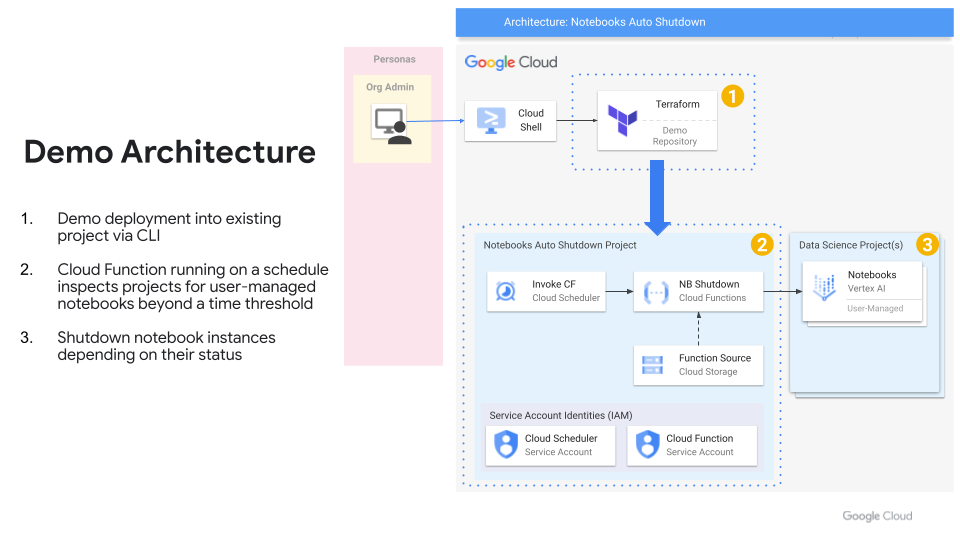 Architecture: Notebooks Auto Shutdown
Personas
Org Admin
Google Cloud
Cloud
Shell
Terraform
Demo
Repository
1
Demo Architecture
1. Demo deployment into existing
project via CLI
2. Cloud Function running on a schedule
inspects projects for user-managed
notebooks beyond a time threshold
3. Shutdown notebook instances
depending on their status
Notebooks Auto Shutdown Project
2
Invoke CF
Cloud Scheduler
NB Shutdown
Cloud Functions
Function Source
Cloud Storage
Service Account Identities (IAM)
Cloud Scheduler
Service Account
Cloud Function
Service Account
Data Science Project(s)
3
Notebooks
Vertex AI
User-Managed
Google Cloud